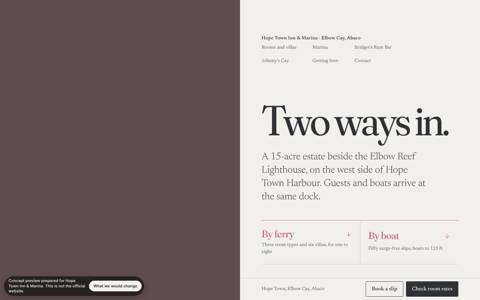 Hope Town Inn & Marina · Elbow Cay, Abaco
Rooms and villas
Marina
Bridget's Rum Bar
Johnny's Cay
Getting here
Contact
Two ways in.
A 15-acre estate beside the Elbow Reef
Lighthouse, on the west side of Hope
Town Harbour. Guests and boats arrive at
the same dock.
By ferry ↓
Three room types and six villas, for one to
eight
By boat ↓
Fifty surge-free slips, boats to 125 ft
Concept preview prepared for Hope
Town Inn & Marina. This is not the official
website.
What we would change
Hope Town, Elbow Cay, Abaco
Book a slip
Check room rates